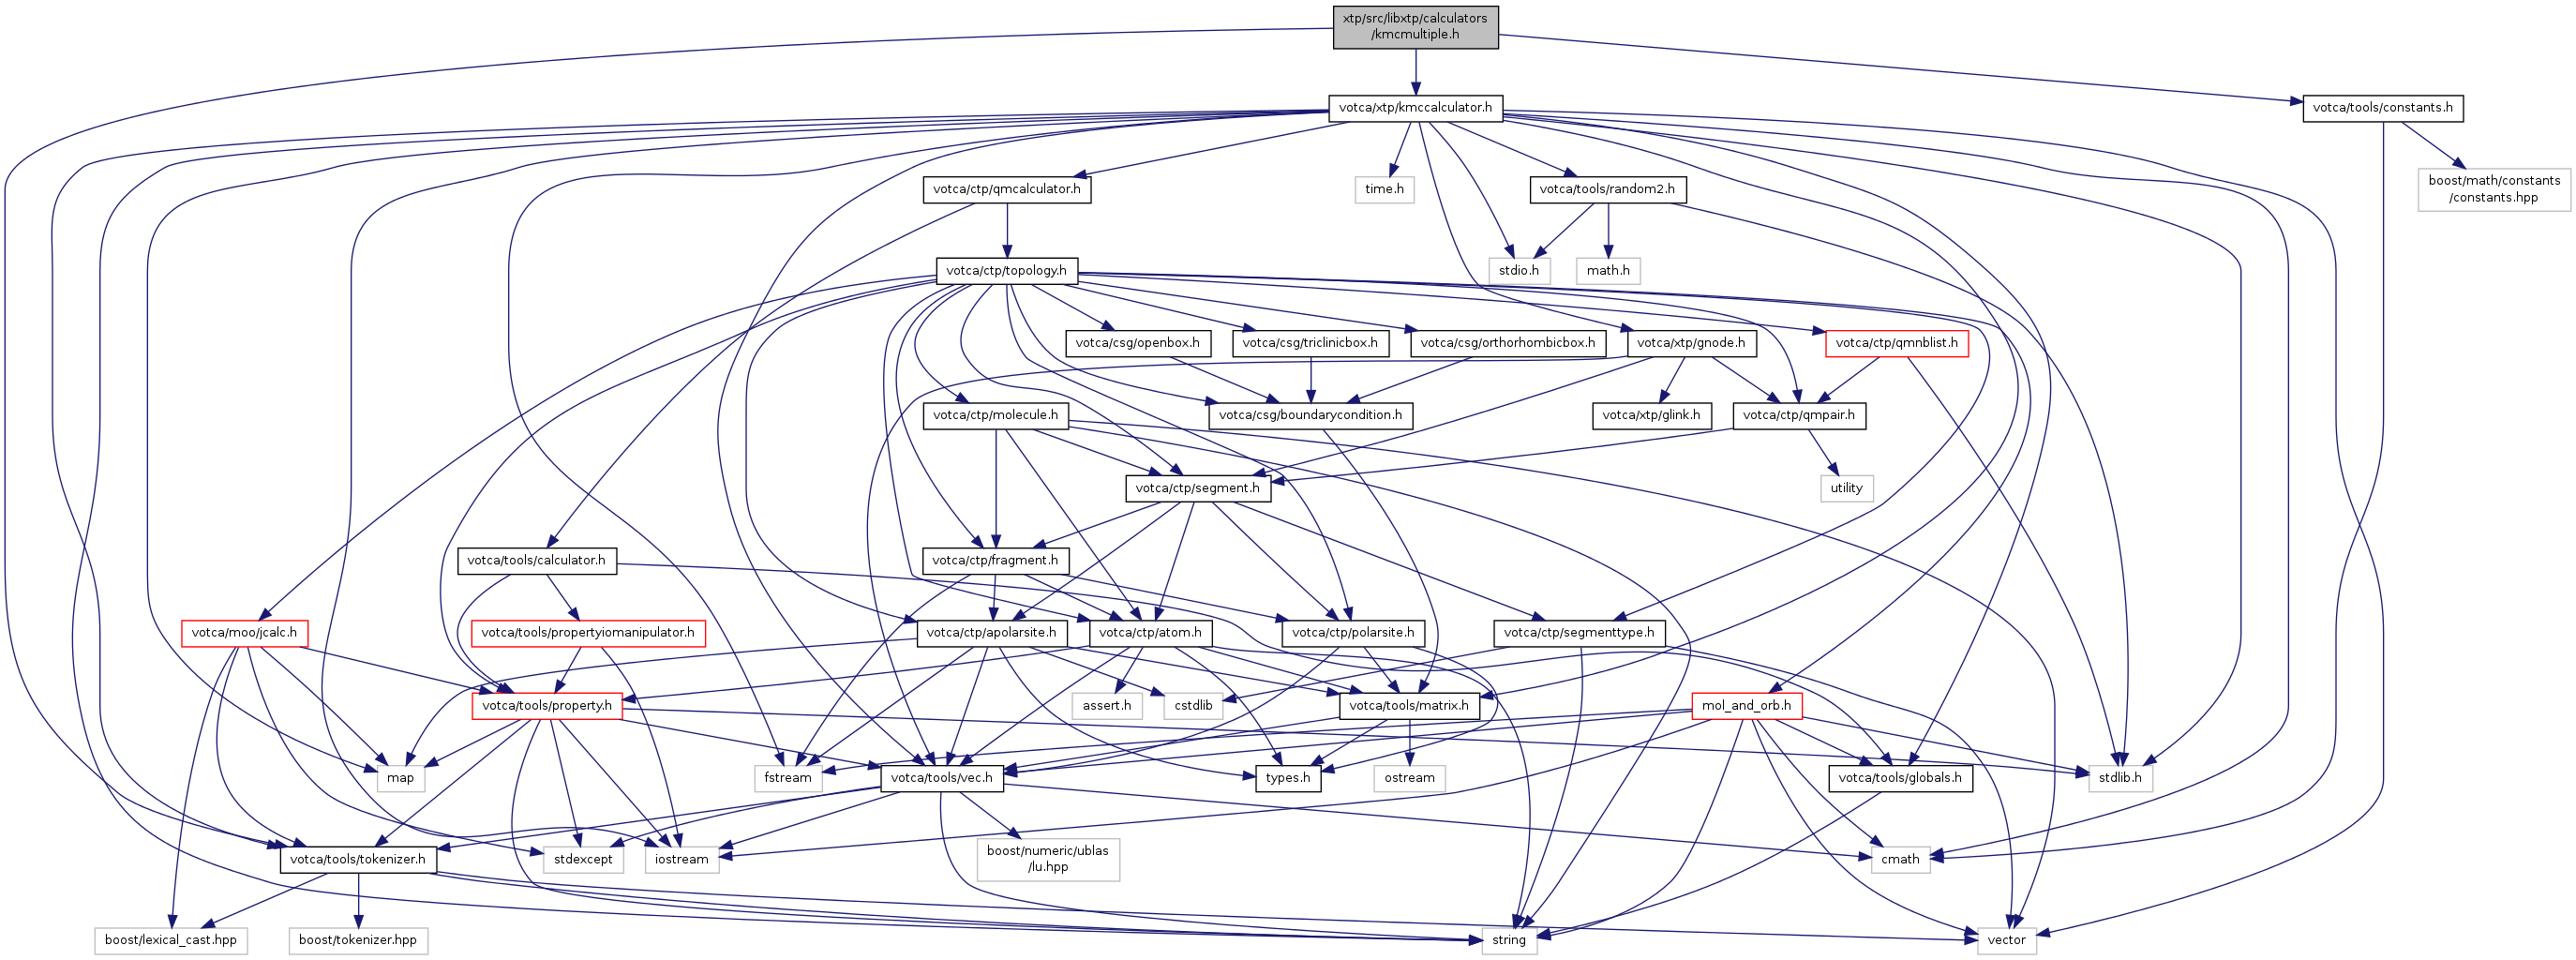 xtp/src/libxtp/calculators
/kmcmultiple.h
votca/xtp/kmccalculator.h
votca/tools/constants.h
votca/ctp/qmcalculator.h
time.h
votca/tools/random2.h
boost/math/constants
/constants.hpp
votca/ctp/topology.h
stdio.h
math.h
votca/csg/openbox.h
votca/csg/triclinicbox.h
votca/csg/orthorhombicbox.h
votca/xtp/gnode.h
votca/ctp/qmnblist.h
votca/ctp/molecule.h
votca/csg/boundarycondition.h
votca/xtp/glink.h
votca/ctp/qmpair.h
votca/ctp/segment.h
utility
votca/tools/calculator.h
votca/ctp/fragment.h
votca/moo/jcalc.h
votca/tools/propertyiomanipulator.h
votca/ctp/apolarsite.h
votca/ctp/atom.h
votca/ctp/polarsite.h
votca/ctp/segmenttype.h
votca/tools/property.h
assert.h
cstdlib
votca/tools/matrix.h
mol_and_orb.h
map
fstream
votca/tools/vec.h
types.h
ostream
votca/tools/globals.h
stdlib.h
votca/tools/tokenizer.h
stdexcept
iostream
boost/numeric/ublas
/lu.hpp
cmath
boost/lexical_cast.hpp
boost/tokenizer.hpp
string
vector